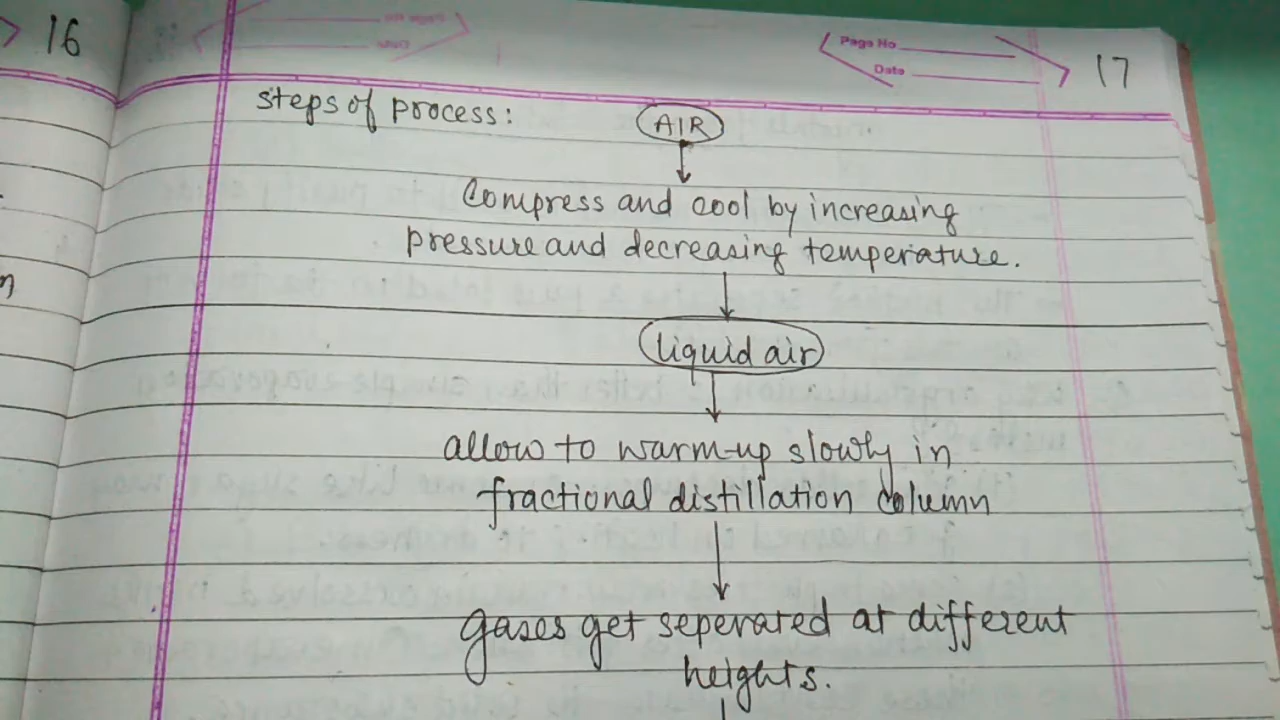 16
Page No
Date
17
steps of process:
AIR
Compress and cool by increasing
pressure and decreasing temperature.
liquid air
allow to warm-up slowly in
fractional distillation column
gases get seperated at different
heights.